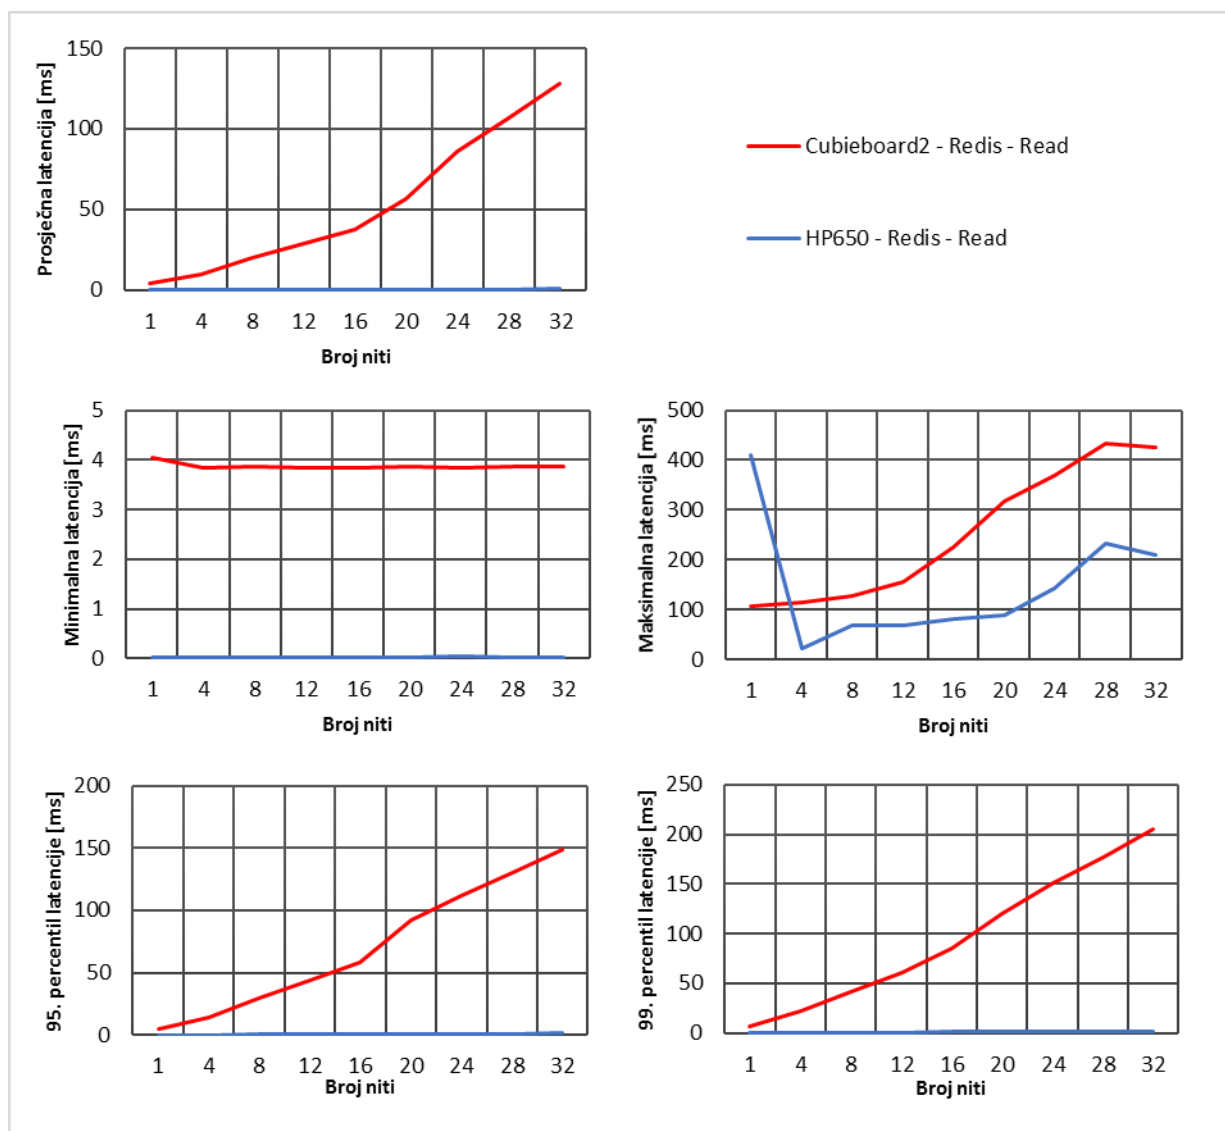 Prosječna latencija [ms]
150
100
50
0
1 4 8 12 16 20 24 28 32
Broj niti
Cubieboard2 - Redis - Read
HP650 - Redis - Read
Minimalna latencija [ms]
5
4
3
2
1
0
1 4 8 12 16 20 24 28 32
Broj niti
Maksimalna latencija [ms]
500
400
300
200
100
0
1 4 8 12 16 20 24 28 32
Broj niti
95. percentil latencije [ms]
200
150
100
50
0
1 4 8 12 16 20 24 28 32
Broj niti
99. percentil latencije [ms]
250
200
150
100
50
0
1 4 8 12 16 20 24 28 32
Broj niti